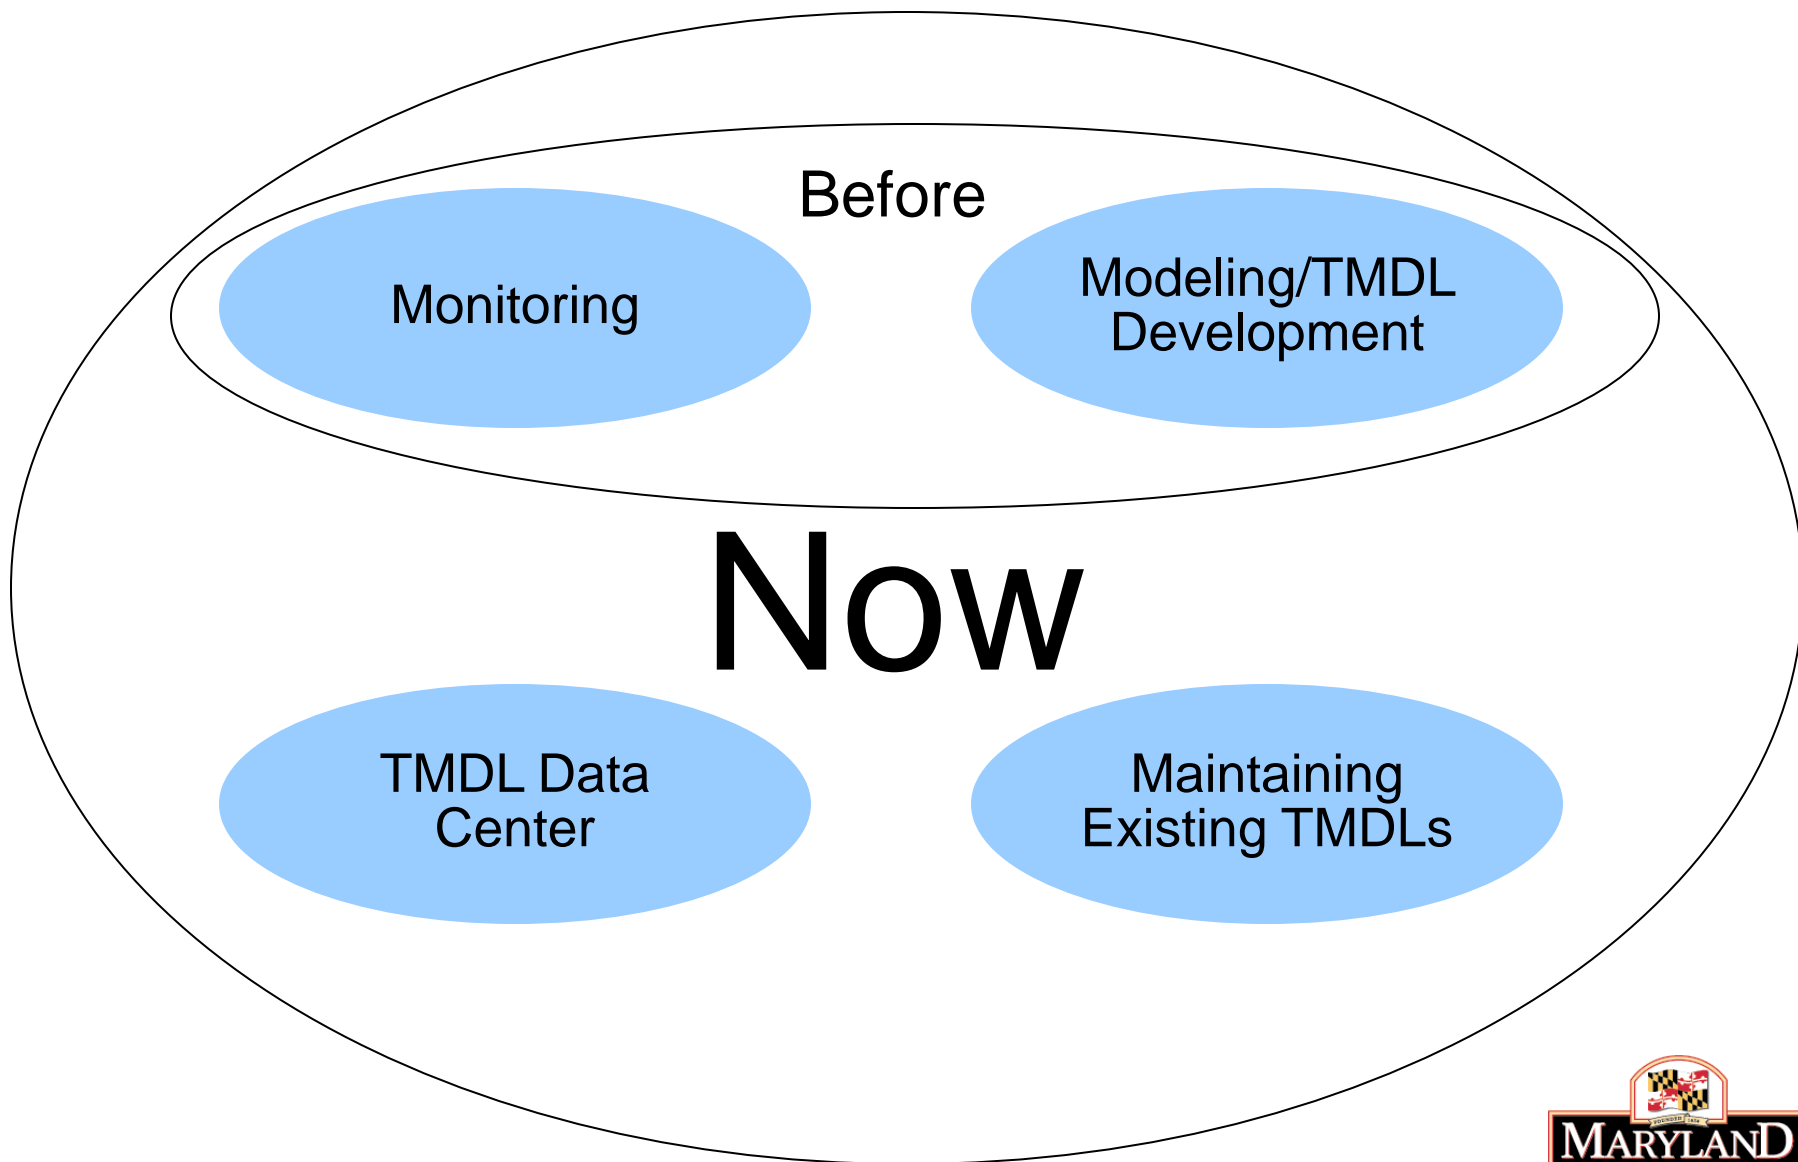 Before
Monitoring
Modeling/TMDL
Development
Now
TMDL Data
Center
Maintaining
Existing TMDLs
MARYLAND